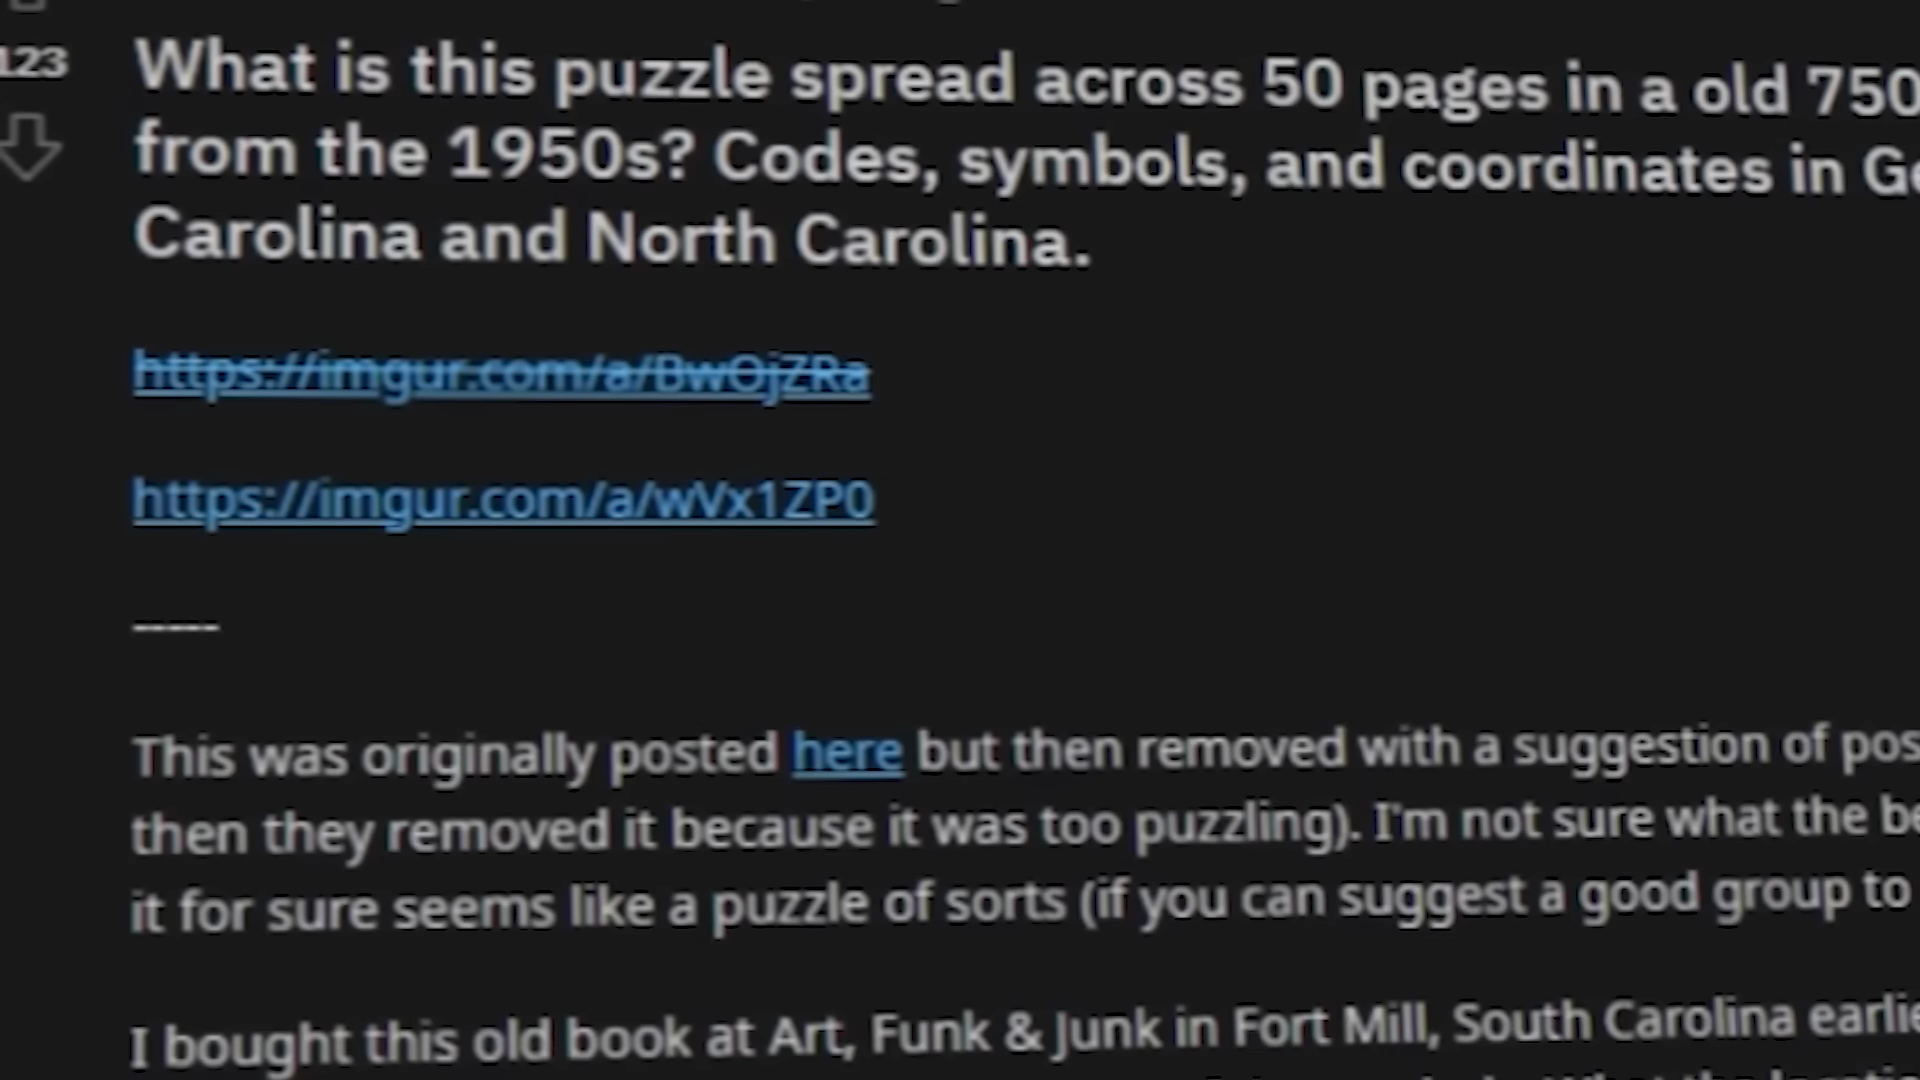 123
What is this puzzle spread across 50 pages in a old 750
from the 1950s? Codes, symbols, and coordinates in
Carolina and North Carolina.
https://imgur.com/a/BwOjZRa
https://imgur.com/a/wVx1ZP0
-----
This was originally posted here but then removed with a suggestion of
then they removed it because it was too puzzling). I'm not sure what the
it for sure seems like a puzzle of sorts (if you can suggest a good group to
I bought this old book at Art, Funk & Junk in Fort Mill, South Carolina